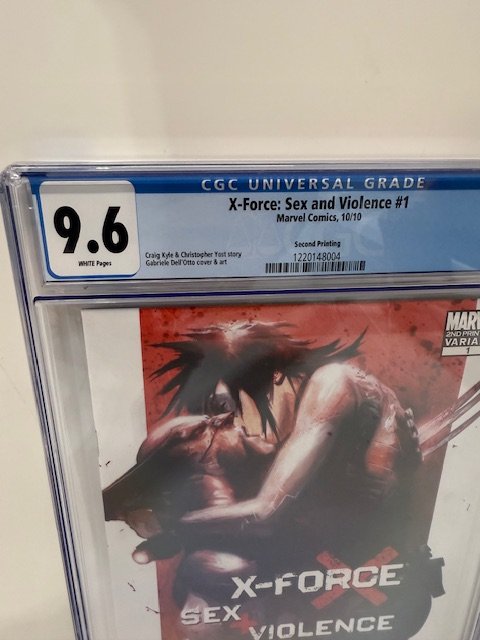 CGC UNIVERSAL GRADE
9.6
WHITE Pages
X-Force: Sex and Violence #1
Marvel Comics, 10/10
Second Printing
Craig Kyle & Christopher Yost story
Gabriele Dell'Otto cover & art
1220148004
MARV
2ND PRIN
VARIA
1
X-FORCE
SEX
VIOLENCE